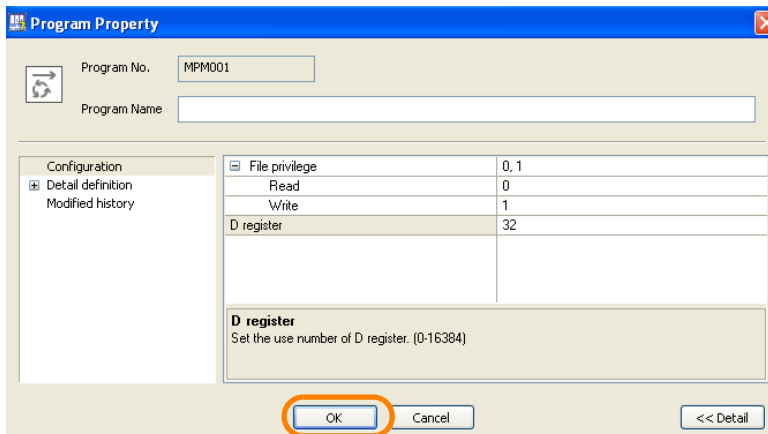 Program Property
Program No. MPM001
Program Name
Configuration
Detail definition
Modified history
File privilege 0, 1
Read 0
Write 1
D register 32
D register
Set the use number of D register. (0-16384)
OK Cancel << Detail